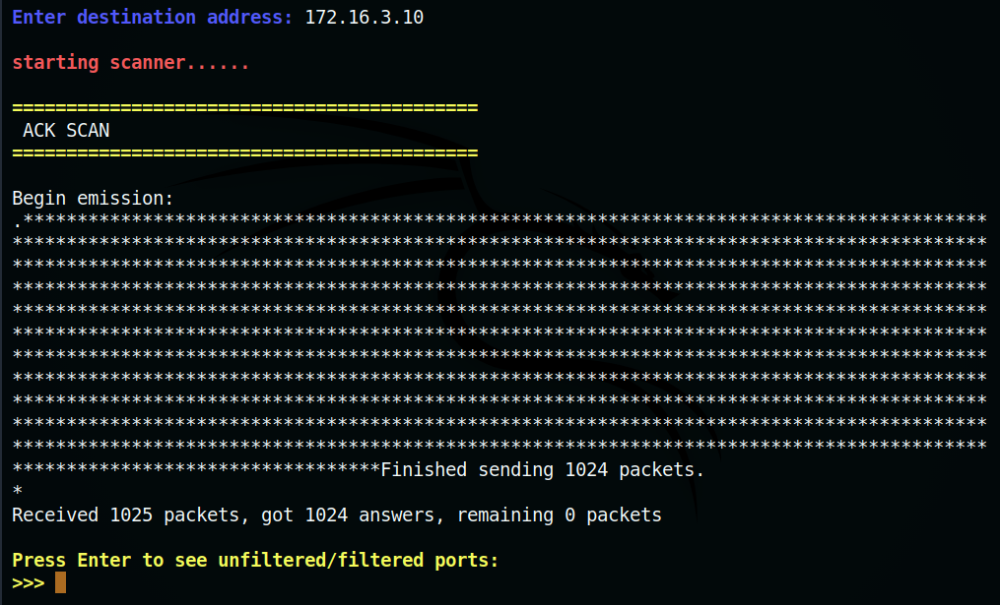 Enter destination address: 172.16.3.10
starting scanner......
===========================================
ACK SCAN
===========================================
Begin emission:
.*****************************************************************************************
******************************************************************************************
******************************************************************************************
******************************************************************************************
******************************************************************************************
******************************************************************************************
******************************************************************************************
******************************************************************************************
******************************************************************************************
******************************************************************************************
******************************************************************************************
**********************************Finished sending 1024 packets.
*
Received 1025 packets, got 1024 answers, remaining 0 packets
Press Enter to see unfiltered/filtered ports:
>>>